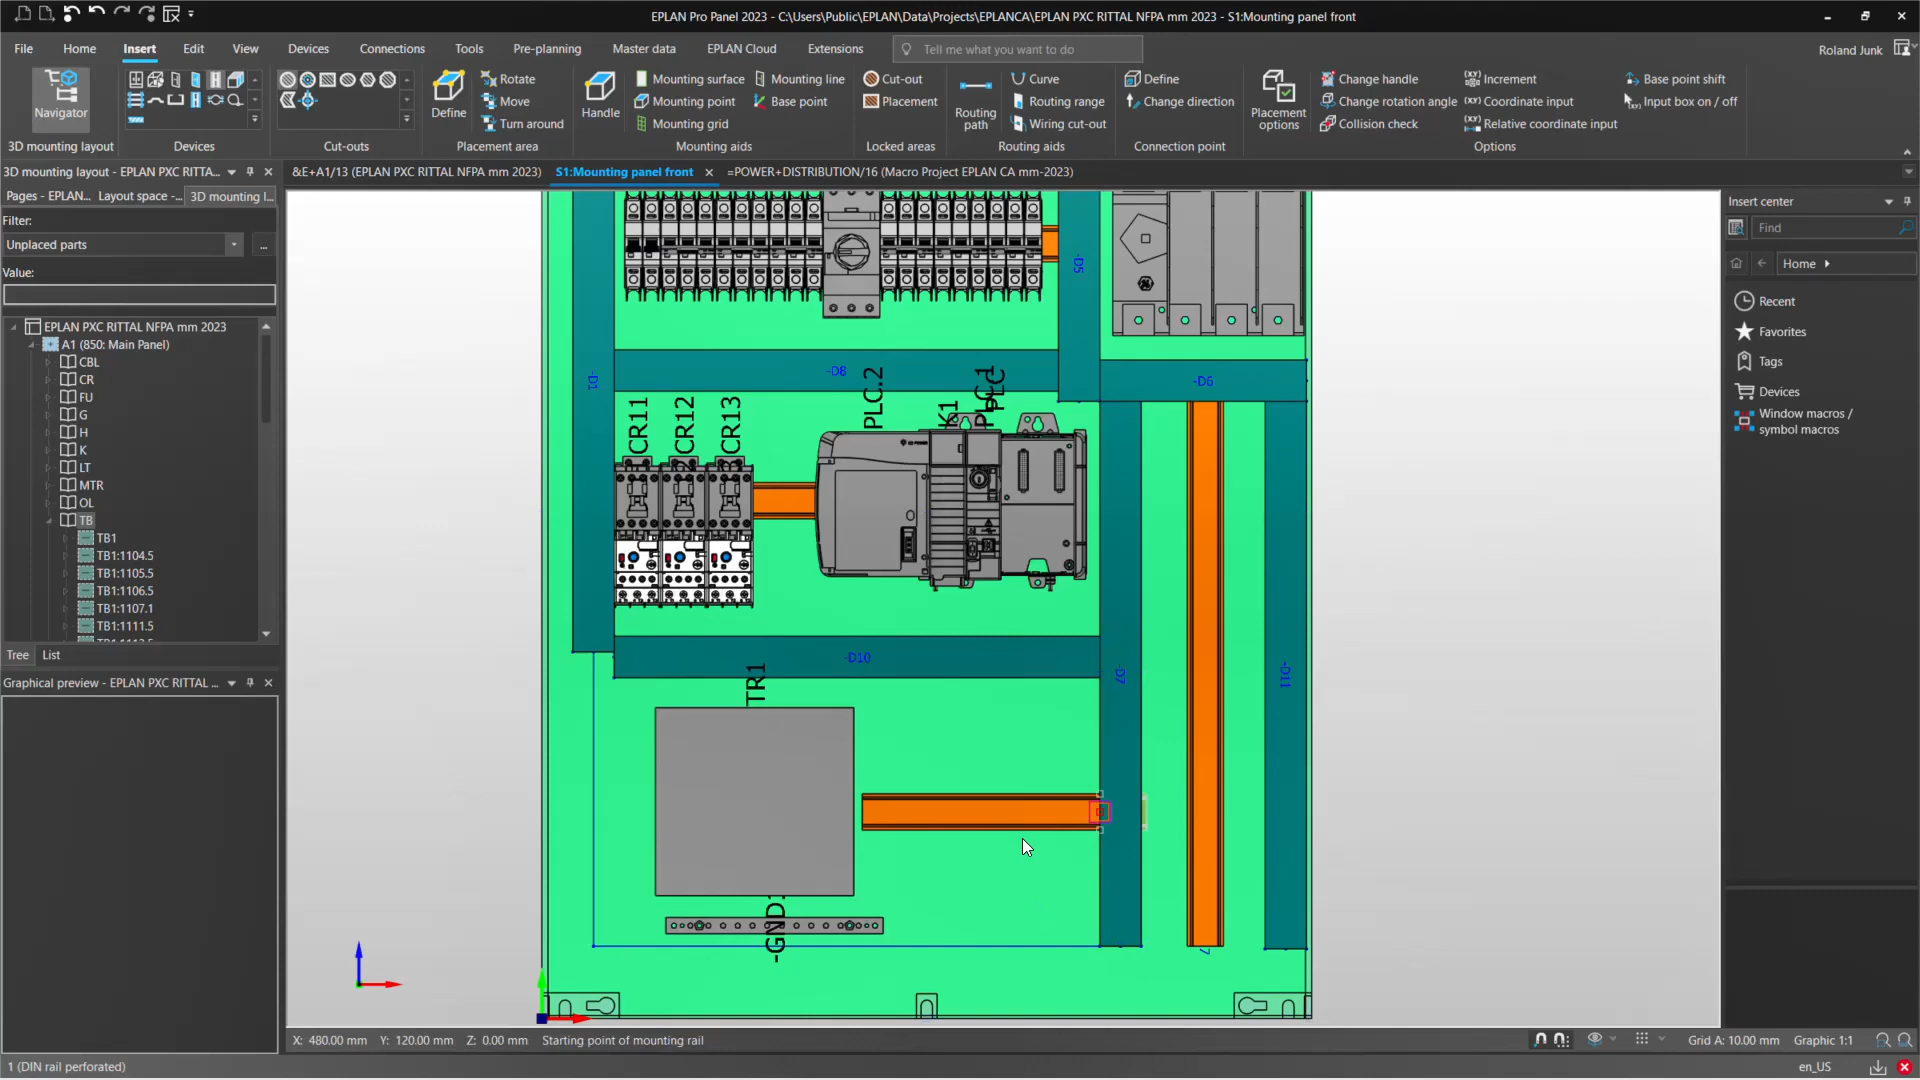 EPLAN Pro Panel 2023 - C:\Users\Public\EPLAN\Data\Projects\EPLANCA\EPLAN PXC RITTAL NFPA mm 2023 - S1:Mounting panel front
File Home Insert Edit View Devices Connections Tools Pre-planning Master data EPLAN Cloud Extensions Tell me what you want to do Roland Junk
Navigator
3D mounting layout
Devices
Cut-outs
Define
Rotate
Move
Turn around
Placement area
Handle
Mounting surface
Mounting point
Mounting grid
Mounting line
Base point
Mounting aids
Cut-out
Placement
Locked areas
Routing path
Curve
Routing range
Wiring cut-out
Routing aids
Define
Change direction
Connection point
Placement options
Change handle
Change rotation angle
Collision check
Increment
Coordinate input
Relative coordinate input
Base point shift
Input box on / off
Options
3D mounting layout - EPLAN PXC RITTA...
Pages - EPLAN... Layout space -... 3D mounting l...
Filter:
Unplaced parts
...
Value:
EPLAN PXC RITTAL NFPA mm 2023
A1 (850: Main Panel)
CBL
CR
FU
G
H
K
LT
MTR
OL
TB
TB1
TB1:1104.5
TB1:1105.5
TB1:1106.5
TB1:1107.1
TB1:1111.5
Tree List
Graphical preview - EPLAN PXC RITTAL ...
&E+A1/13 (EPLAN PXC RITTAL NFPA mm 2023)
S1:Mounting panel front
=POWER+DISTRIBUTION/16 (Macro Project EPLAN CA mm-2023)
-D5
-D8
-D1
-D6
CR11
CR12
CR13
PLC.2
K1
PLC.1
PLC
-D10
-D7
-D11
TR1
-GND
7
X: 480.00 mm Y: 120.00 mm Z: 0.00 mm Starting point of mounting rail
Grid A: 10.00 mm Graphic 1:1
1 (DIN rail perforated)
en_US
Insert center
Find
Home
Recent
Favorites
Tags
Devices
Window macros /
symbol macros